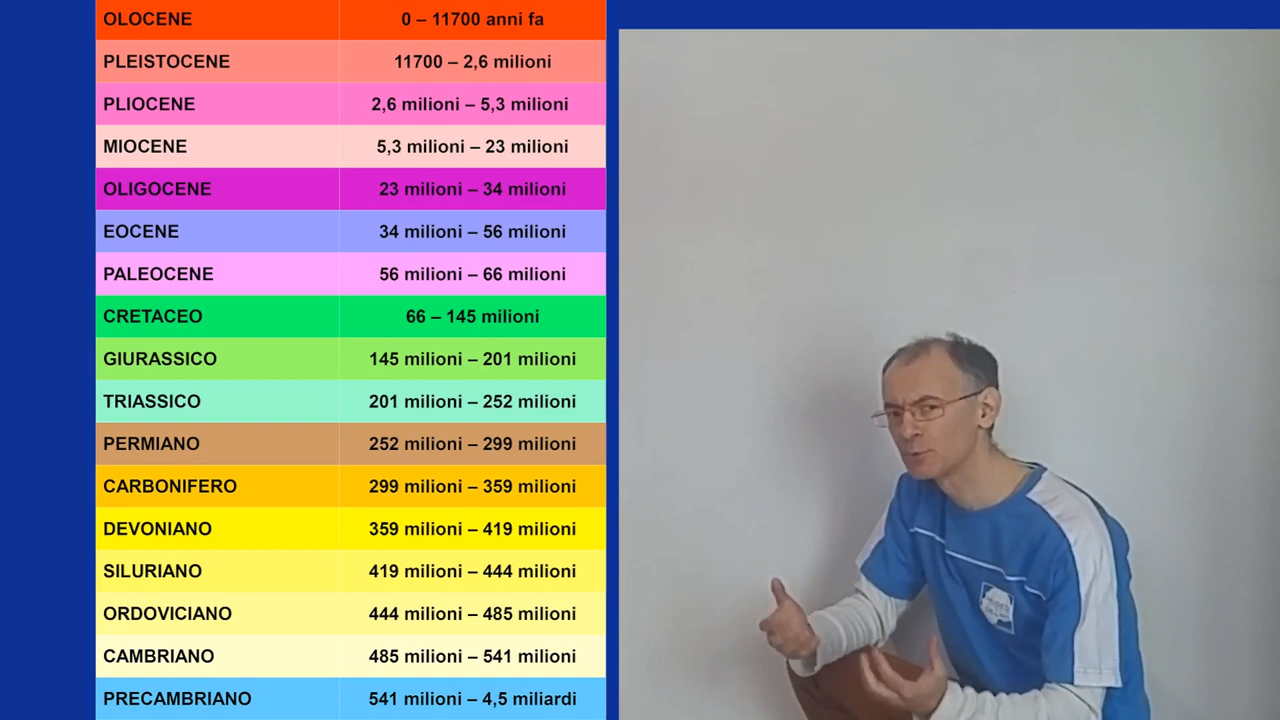 OLOCENE 0 – 11700 anni fa
PLEISTOCENE 11700 – 2,6 milioni
PLIOCENE 2,6 milioni – 5,3 milioni
MIOCENE 5,3 milioni – 23 milioni
OLIGOCENE 23 milioni – 34 milioni
EOCENE 34 milioni – 56 milioni
PALEOCENE 56 milioni – 66 milioni
CRETACEO 66 – 145 milioni
GIURASSICO 145 milioni – 201 milioni
TRIASSICO 201 milioni – 252 milioni
PERMIANO 252 milioni – 299 milioni
CARBONIFERO 299 milioni – 359 milioni
DEVONIANO 359 milioni – 419 milioni
SILURIANO 419 milioni – 444 milioni
ORDOVICIANO 444 milioni – 485 milioni
CAMBRIANO 485 milioni – 541 milioni
PRECAMBRIANO 541 milioni – 4,5 miliardi